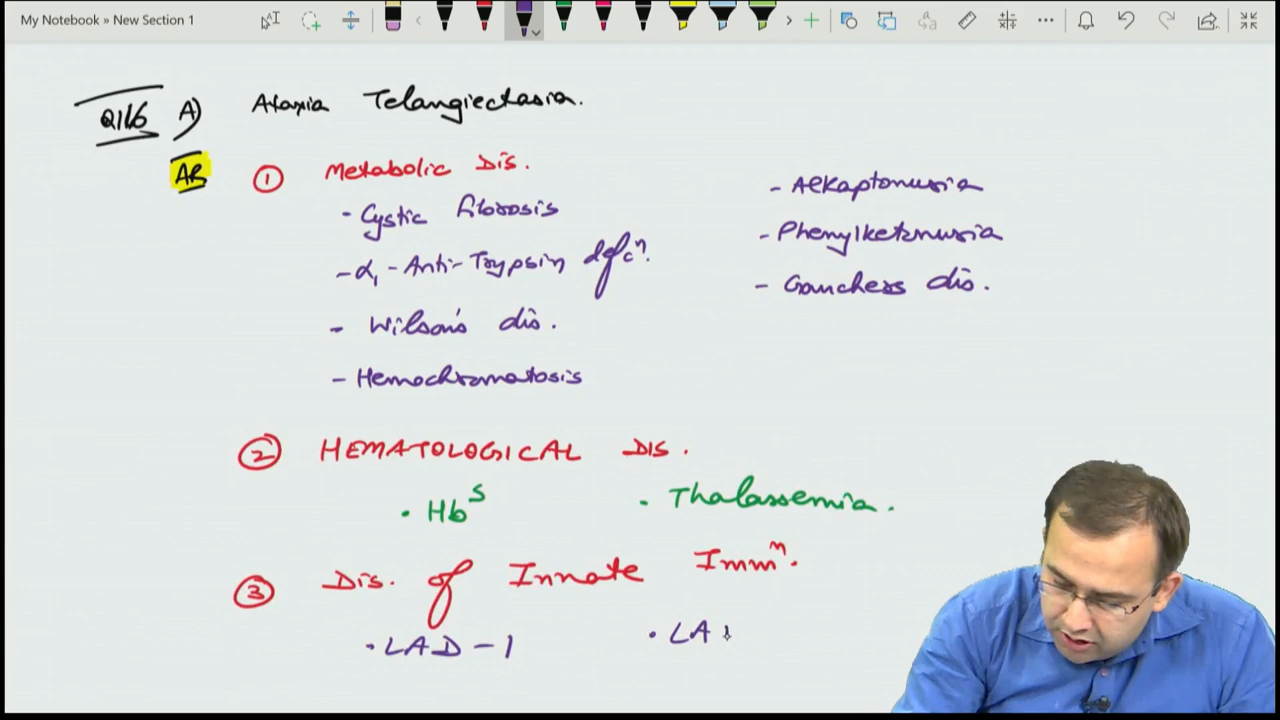 My Notebook » New Section 1
Q116 A) Ataxia Telangiectasia.
AR ① Metabolic Dis.
- Cystic fibrosis
- α1 - Anti-Trypsin defcⁿ.
- Wilson's dis.
- Hemochromatosis
- Alkaptonuria
- Phenylketonuria
- Gauchers dis.
② HEMATOLOGICAL DIS.
• Hbˢ • Thalassemia.
③ Dis. of Innate Immⁿ.
• LAD - 1 • LA